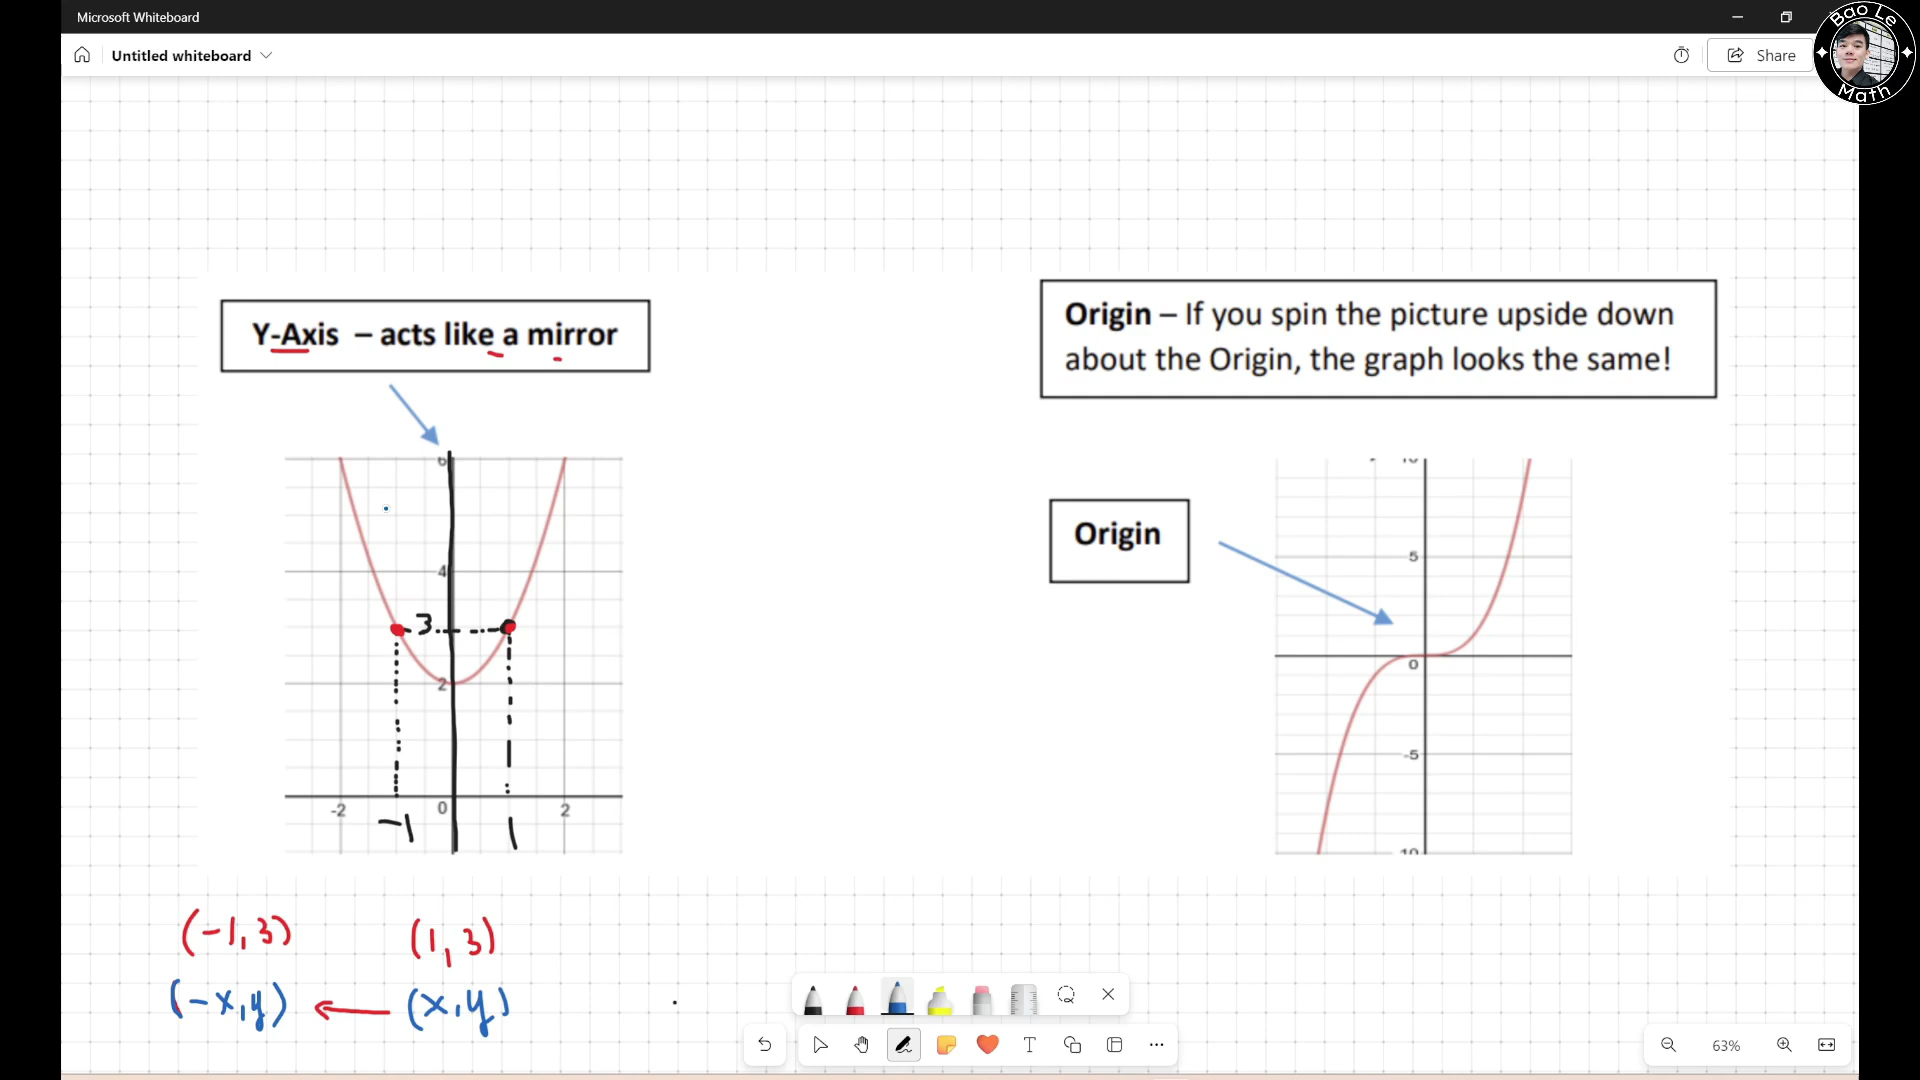 Microsoft Whiteboard
Untitled whiteboard
Share
Bao Le
Math
Y-Axis – acts like a mirror
Origin – If you spin the picture upside down
about the Origin, the graph looks the same!
6
4
3
2
-2
0
2
-1
1
Origin
10
5
0
-5
-10
(-1,3)
(1,3)
(-x,y)
(x,y)
63%